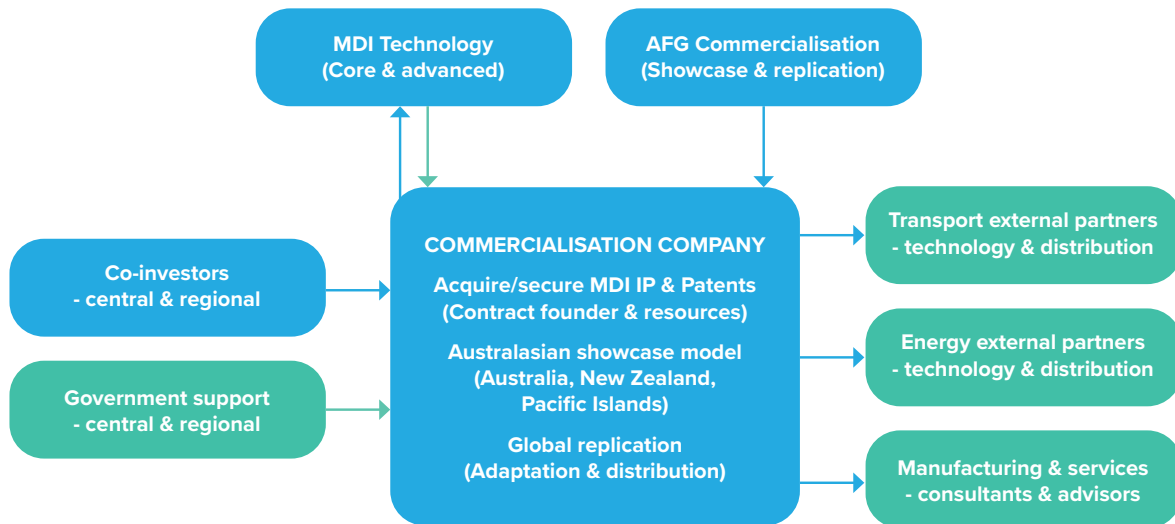 MDI Technology
(Core & advanced)
AFG Commercialisation
(Showcase & replication)
Co-investors
- central & regional
Government support
- central & regional
COMMERCIALISATION COMPANY
Acquire/secure MDI IP & Patents
(Contract founder & resources)
Australasian showcase model
(Australia, New Zealand,
Pacific Islands)
Global replication
(Adaptation & distribution)
Transport external partners
- technology & distribution
Energy external partners
- technology & distribution
Manufacturing & services
- consultants & advisors